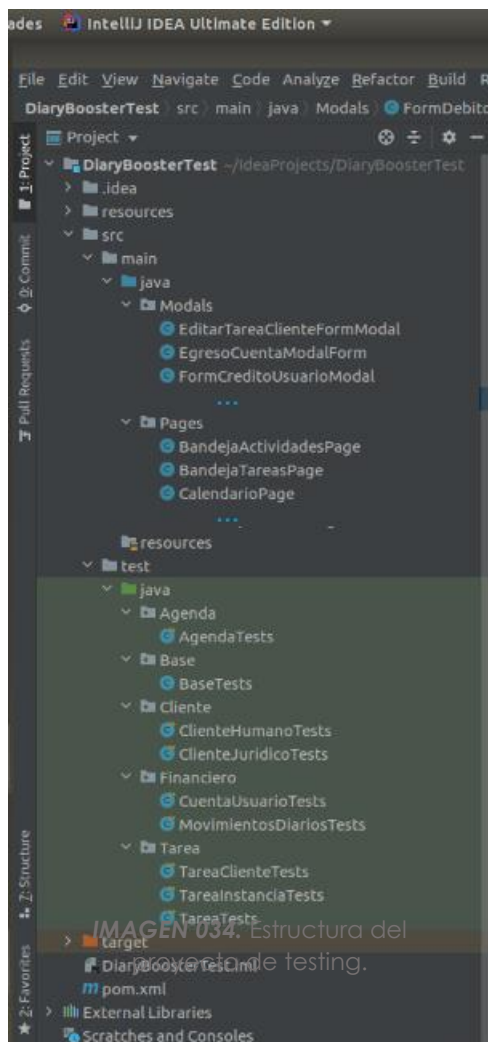 ades IntelliJ IDEA Ultimate Edition
File Edit View Navigate Code Analyze Refactor Build R
DiaryBoosterTest src main java Modals FormDebito
1: Project
0: Commit
Pull Requests
Project
DiaryBoosterTest ~/IdeaProjects/DiaryBoosterTest
.idea
resources
src
main
java
Modals
EditarTareaClienteFormModal
EgresoCuentaModalForm
FormCreditoUsuarioModal
...
Pages
BandejaActividadesPage
BandejaTareasPage
CalendarioPage
...
resources
test
java
Agenda
AgendaTests
Base
BaseTests
Cliente
ClienteHumanoTests
ClienteJuridicoTests
Financiero
CuentaUsuarioTests
MovimientosDiariosTests
Tarea
TareaClienteTests
TareaInstanciaTests
TareaTests
target
DiaryBoosterTest.iml
pom.xml
External Libraries
Scratches and Consoles
Z: Structure
2: Favorites
IMAGEN 034. Estructura del
proyecto de testing.